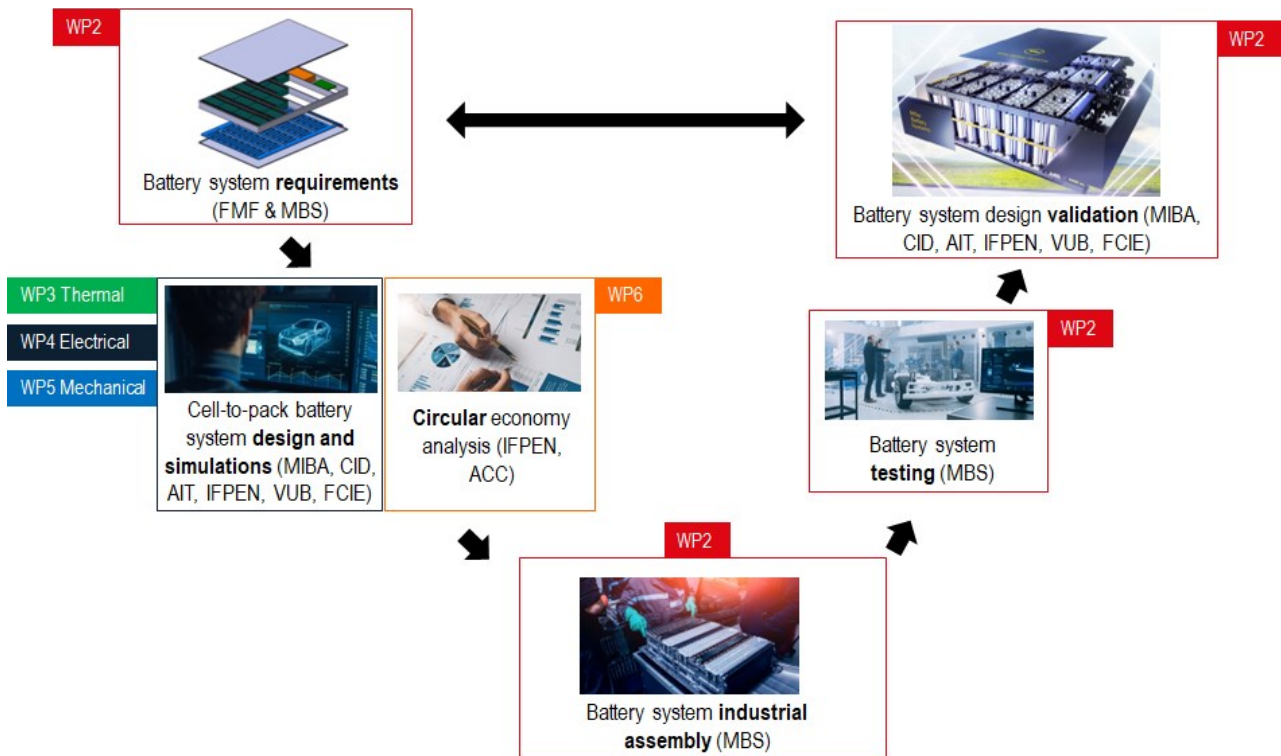 WP2
Battery system requirements
(FMF & MBS)
WP2
Battery system design validation (MIBA,
CID, AIT, IFPEN, VUB, FCIE)
WP3 Thermal
WP4 Electrical
WP5 Mechanical
Cell-to-pack battery
system design and
simulations (MIBA, CID,
AIT, IFPEN, VUB, FCIE)
WP6
Circular economy
analysis (IFPEN,
ACC)
WP2
Battery system
testing (MBS)
WP2
Battery system industrial
assembly (MBS)